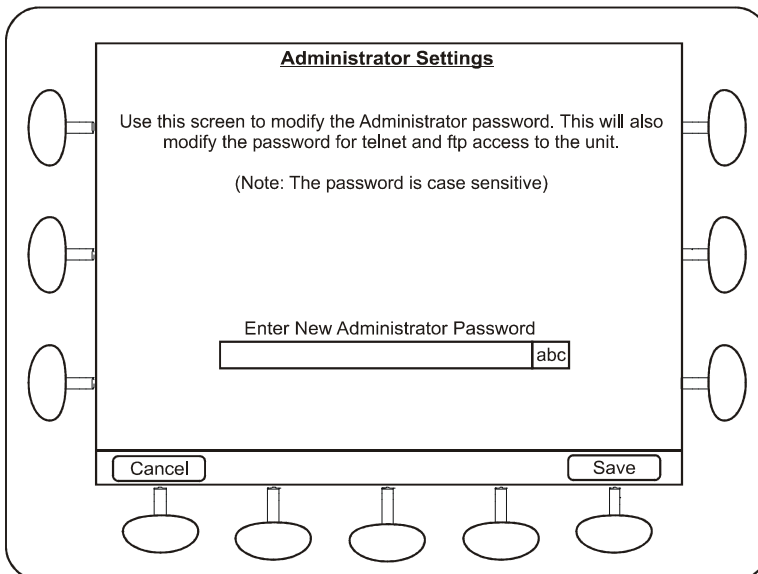 Administrator Settings
Use this screen to modify the Administrator password. This will also
modify the password for telnet and ftp access to the unit.
(Note: The password is case sensitive)
Enter New Administrator Password
abc
Cancel
Save